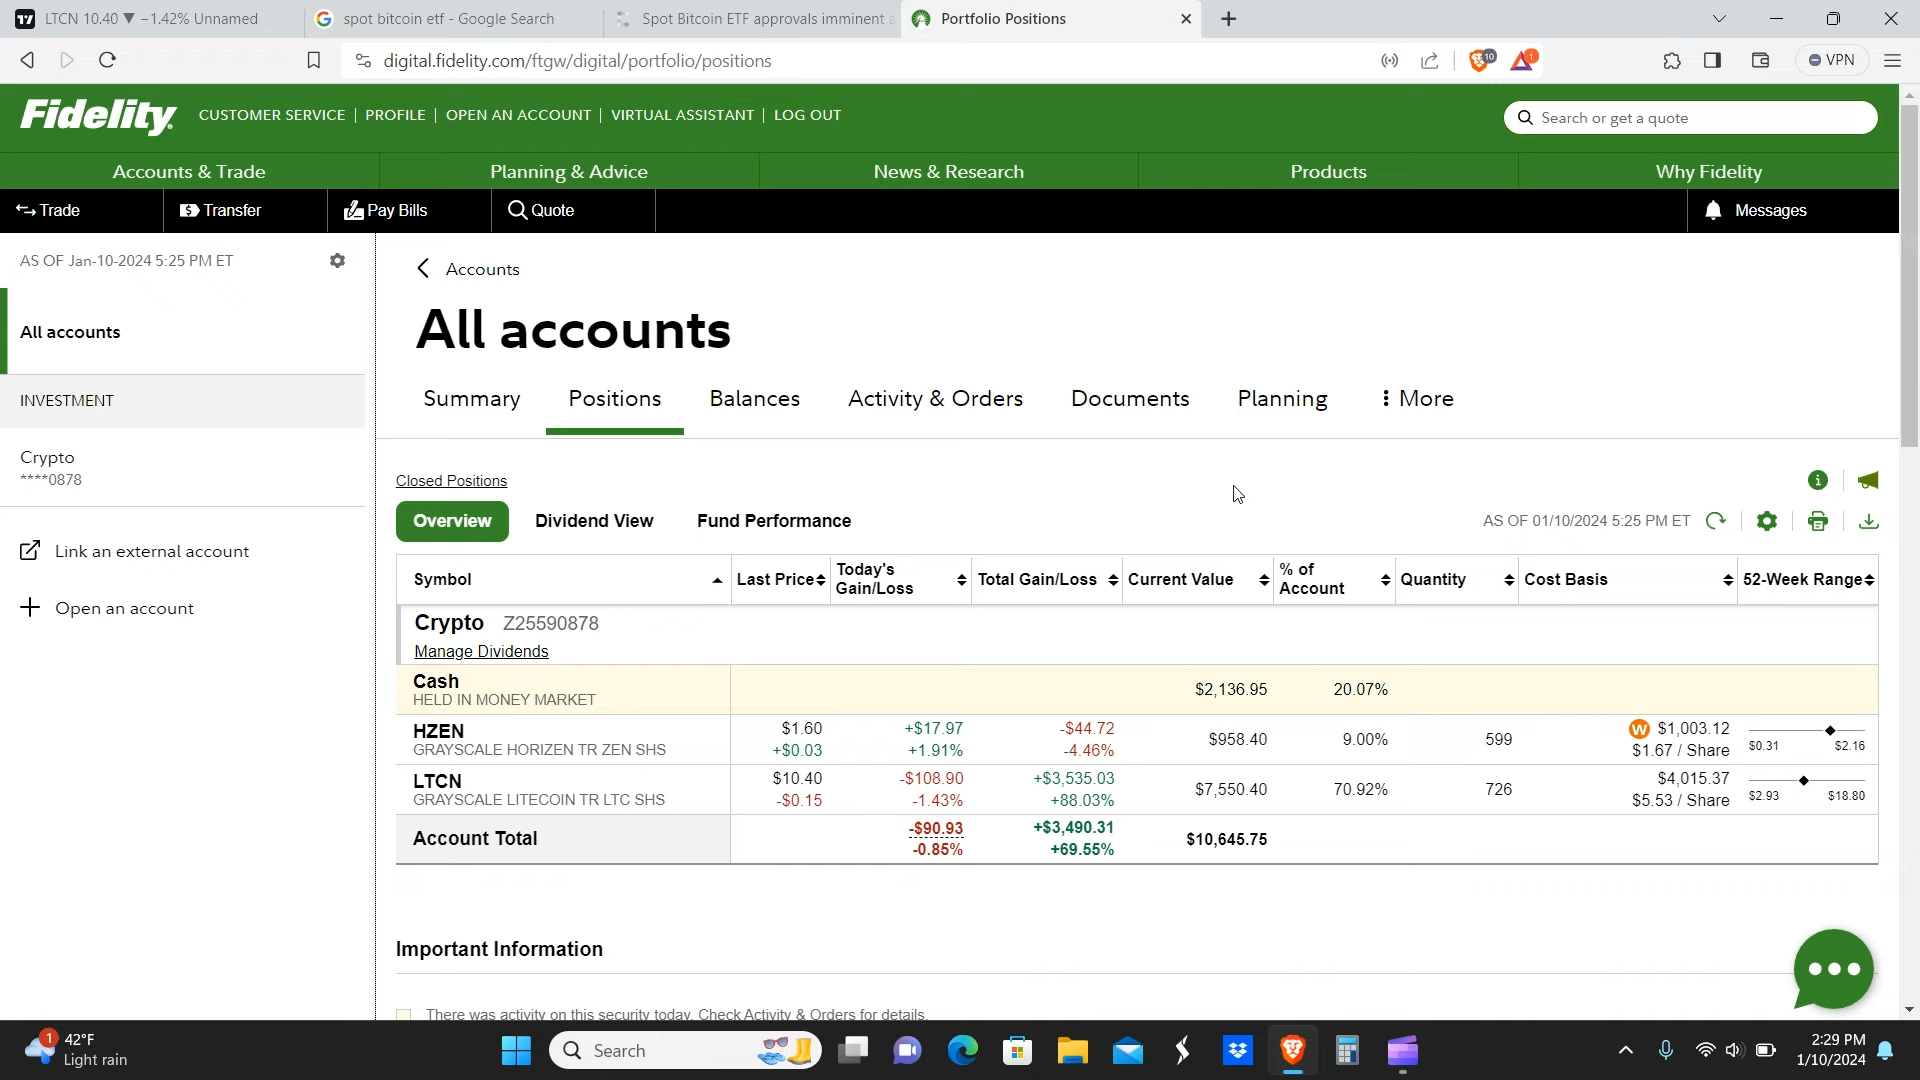 LTCN 10.40 ▼ −1.42% Unnamed
spot bitcoin etf - Google Search
Spot Bitcoin ETF approvals imminent a
Portfolio Positions
digital.fidelity.com/ftgw/digital/portfolio/positions
10
1
VPN
Fidelity
CUSTOMER SERVICE | PROFILE | OPEN AN ACCOUNT | VIRTUAL ASSISTANT | LOG OUT
Search or get a quote
Accounts & Trade
Planning & Advice
News & Research
Products
Why Fidelity
Trade
Transfer
Pay Bills
Quote
Messages
AS OF Jan-10-2024 5:25 PM ET
All accounts
INVESTMENT
Crypto
****0878
Link an external account
Open an account
Accounts
All accounts
Summary
Positions
Balances
Activity & Orders
Documents
Planning
More
Closed Positions
Overview
Dividend View
Fund Performance
AS OF 01/10/2024 5:25 PM ET
Symbol
Last Price
Today's Gain/Loss
Total Gain/Loss
Current Value
% of Account
Quantity
Cost Basis
52-Week Range
Crypto Z25590878
Manage Dividends
Cash
HELD IN MONEY MARKET
$2,136.95
20.07%
HZEN
GRAYSCALE HORIZEN TR ZEN SHS
$1.60
+$0.03
+$17.97
+1.91%
-$44.72
-4.46%
$958.40
9.00%
599
W $1,003.12
$1.67 / Share
$0.31
$2.16
LTCN
GRAYSCALE LITECOIN TR LTC SHS
$10.40
-$0.15
-$108.90
-1.43%
+$3,535.03
+88.03%
$7,550.40
70.92%
726
$4,015.37
$5.53 / Share
$2.93
$18.80
Account Total
-$90.93
-0.85%
+$3,490.31
+69.55%
$10,645.75
Important Information
There was activity on this security today. Check Activity & Orders for details.
1
42°F
Light rain
Search
2:29 PM
1/10/2024